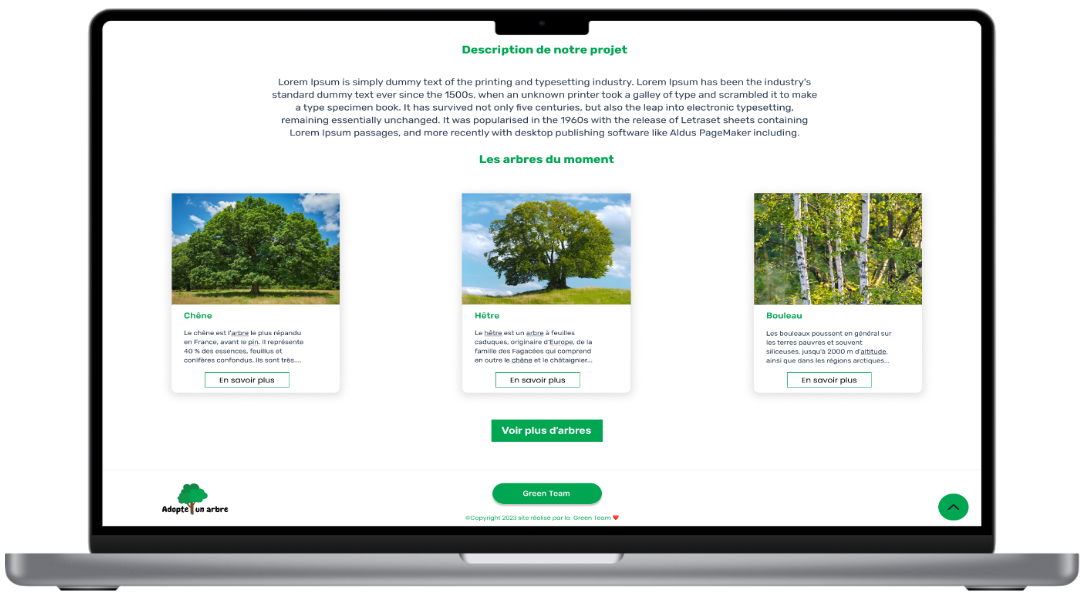 Description de notre projet
Lorem Ipsum is simply dummy text of the printing and typesetting industry. Lorem Ipsum has been the industry's
standard dummy text ever since the 1500s, when an unknown printer took a galley of type and scrambled it to make
a type specimen book. It has survived not only five centuries, but also the leap into electronic typesetting,
remaining essentially unchanged. It was popularised in the 1960s with the release of Letraset sheets containing
Lorem Ipsum passages, and more recently with desktop publishing software like Aldus PageMaker including.
Les arbres du moment
Chêne
Le chêne est l'arbre le plus répandu
en France, avant le pin. Il représente
40 % des essences, feuillus et
conifères confondus. Ils sont très....
En savoir plus
Hêtre
Le hêtre est un arbre à feuilles
caduques, originaire d'Europe, de la
famille des Fagacées qui comprend
en outre le chêne et le châtaignier...
En savoir plus
Bouleau
Les bouleaux poussent en général sur
les terres pauvres et souvent
siliceuses, jusqu'à 2000 m d'altitude,
ainsi que dans les régions arctiques...
En savoir plus
Voir plus d'arbres
Adopte un arbre
Green Team
©Copyright 2023 site réalisé par la Green Team ❤